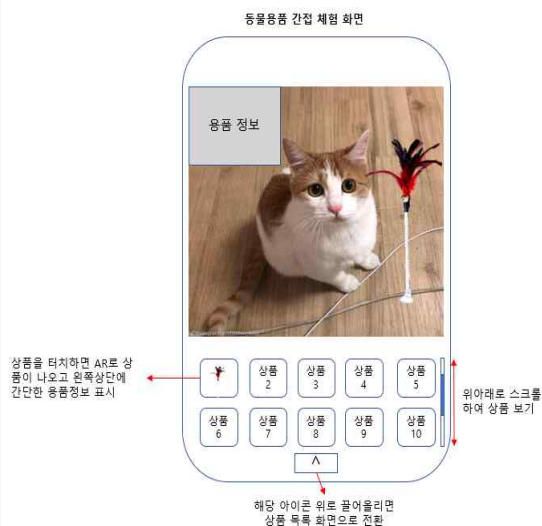 동물용품 간접 체험 화면
용품 정보
상품을 터치하면 AR로 상
품이 나오고 왼쪽상단에
간단한 용품정보 표시
상품
2
상품
3
상품
4
상품
5
상품
6
상품
7
상품
8
상품
9
상품
10
위아래로 스크롤
하여 상품 보기
^
해당 아이콘 위로 끌어올리면
상품 목록 화면으로 전환